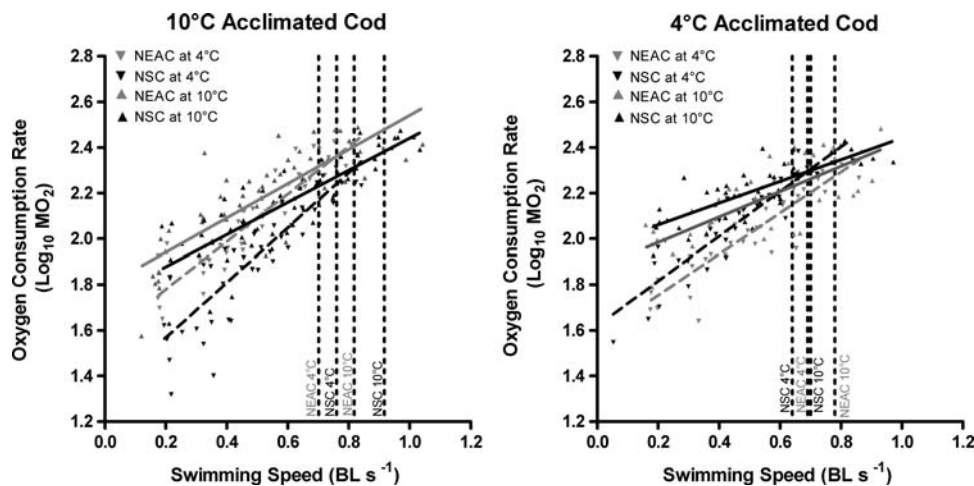 10°C Acclimated Cod
NEAC at 4°C
NSC at 4°C
NEAC at 10°C
NSC at 10°C
Oxygen Consumption Rate
(Log10 MO2)
2.8
2.6
2.4
2.2
2.0
1.8
1.6
1.4
1.2
NEAC 4°C
NSC 4°C
NEAC 10°C
NSC 10°C
0.0 0.2 0.4 0.6 0.8 1.0 1.2
Swimming Speed (BL s-1)
4°C Acclimated Cod
NEAC at 4°C
NSC at 4°C
NEAC at 10°C
NSC at 10°C
Oxygen Consumption Rate
(Log10 MO2)
2.8
2.6
2.4
2.2
2.0
1.8
1.6
1.4
1.2
NSC 4°C
NEAC 4°C
NSC 10°C
NEAC 10°C
0.0 0.2 0.4 0.6 0.8 1.0 1.2
Swimming Speed (BL s-1)